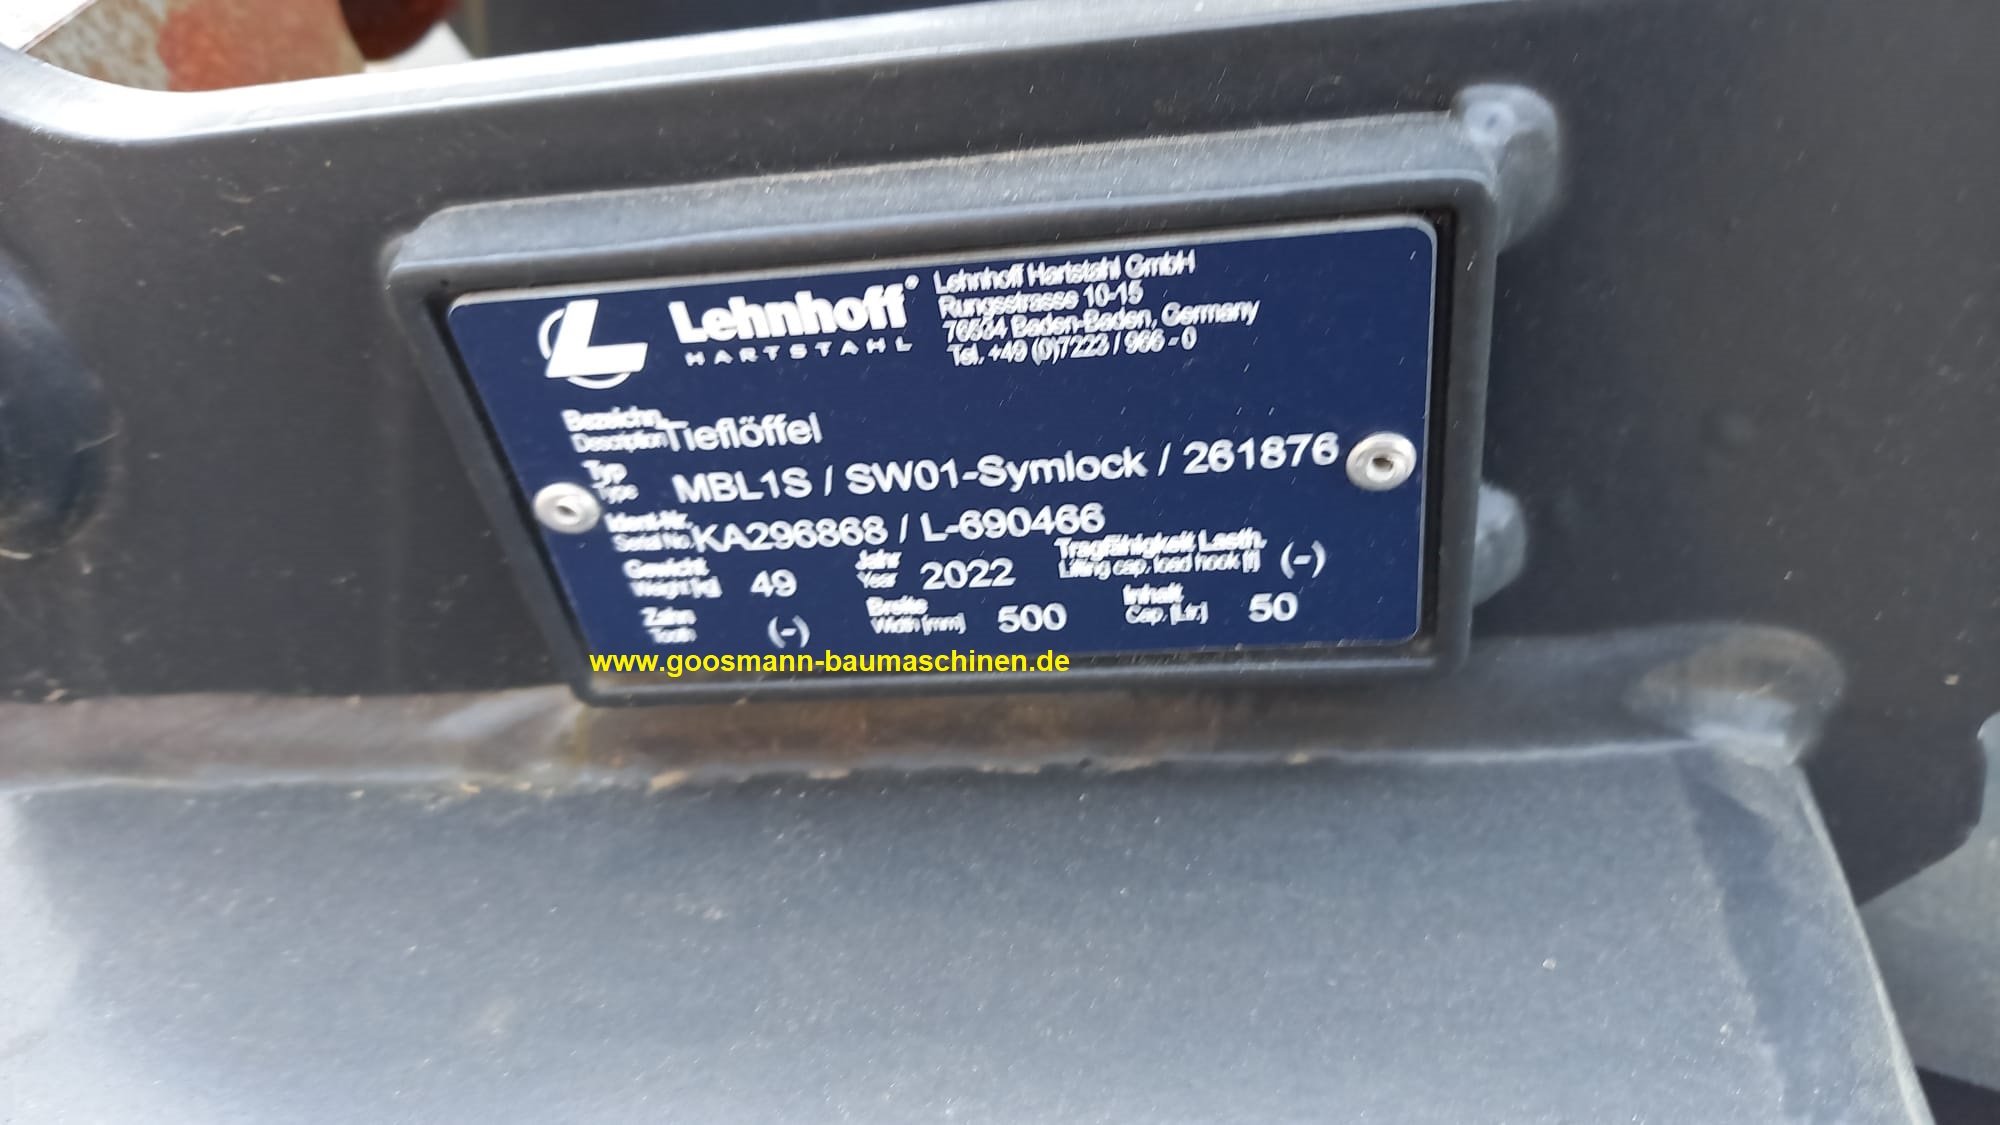 Lehnhoff®
HARTSTAHL
Lehnhoff Hartstahl GmbH
Rungsstrasse 10-15
76534 Baden-Baden, Germany
Tel. +49 (0)7223 / 966 - 0
Bezeichn.
Description Tieflöffel
Typ
Type MBL1S / SW01-Symlock / 261876
Ident-Nr.
Serial No. KA296868 / L-690466
Gewicht
Weight [kg] 49
Jahr
Year 2022
Tragfähigkeit Lasth.
Lifting cap. load hook [t] (-)
Zahn
Tooth (-)
Breite
Width [mm] 500
Inhalt
Cap. [Ltr.] 50
www.goosmann-baumaschinen.de